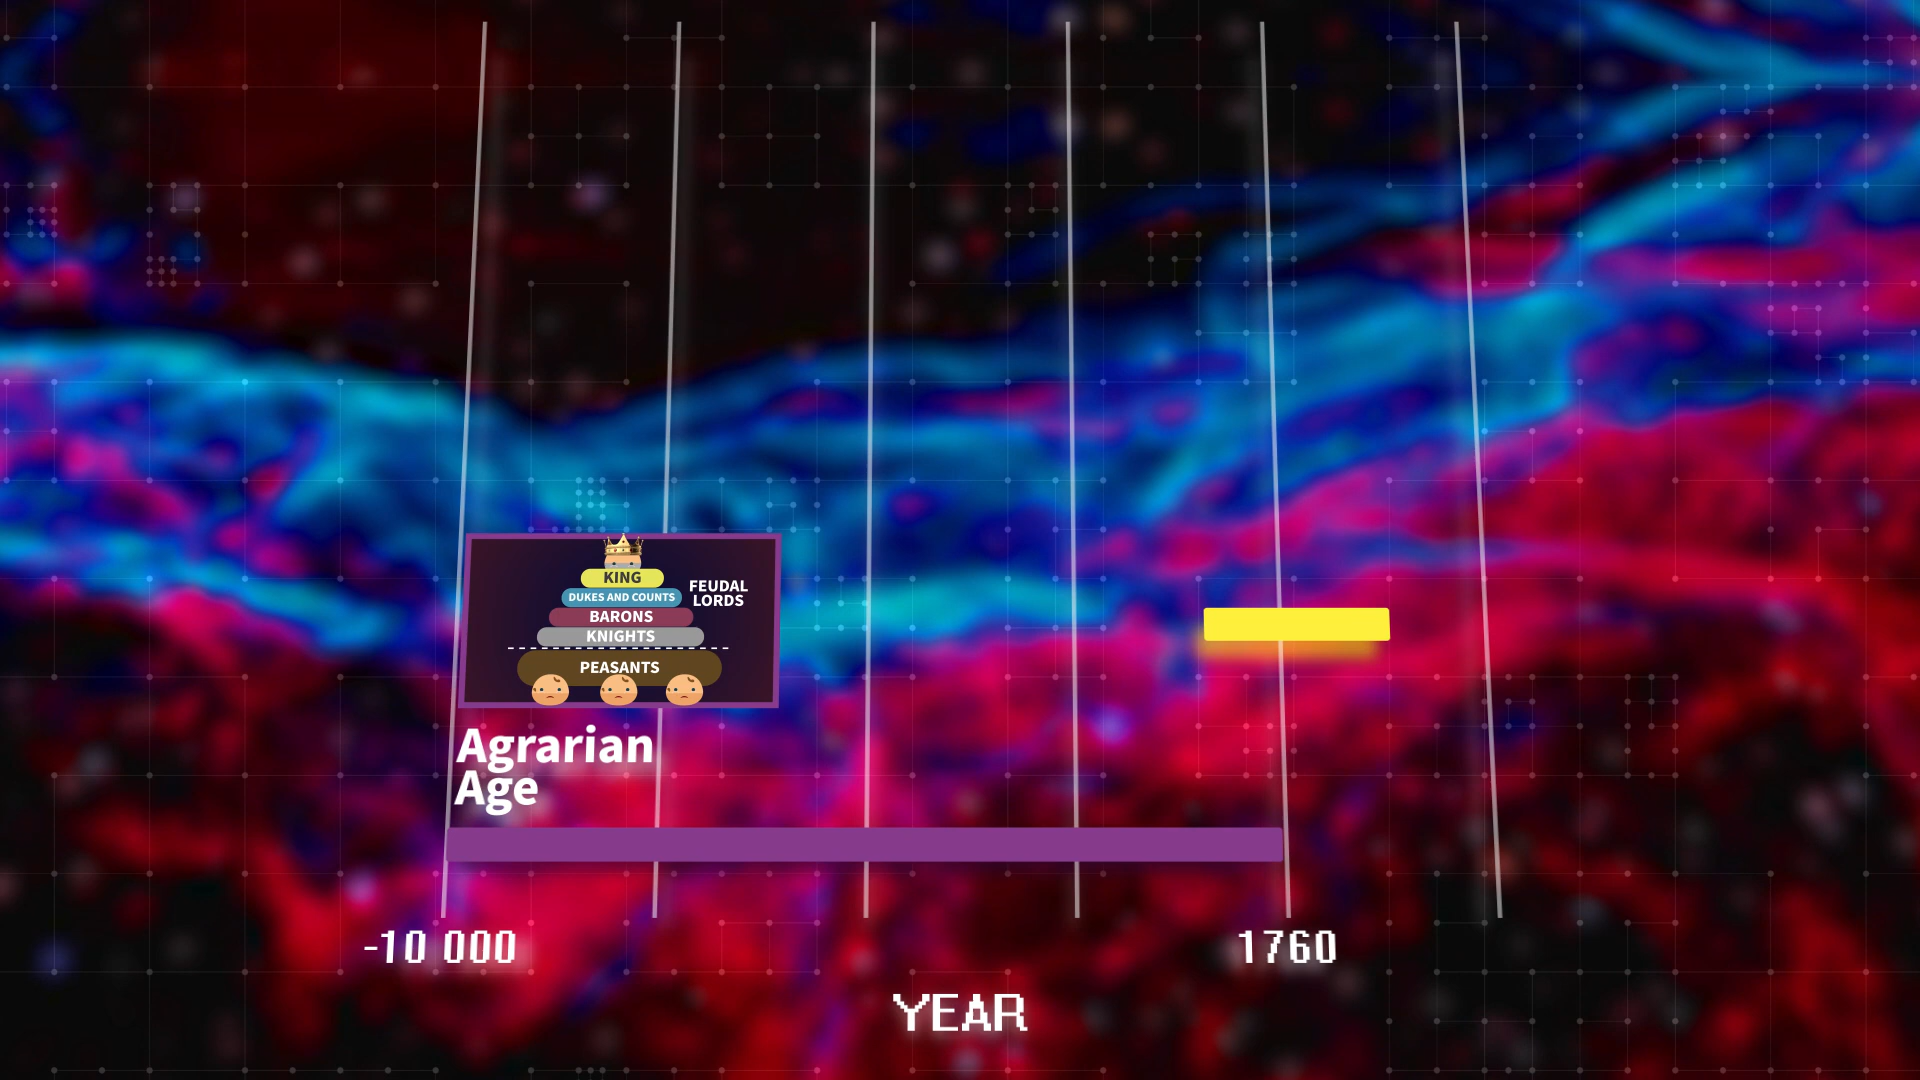 KING
DUKES AND COUNTS
FEUDAL
LORDS
BARONS
KNIGHTS
PEASANTS
Agrarian
Age
-10 000
1760
YEAR